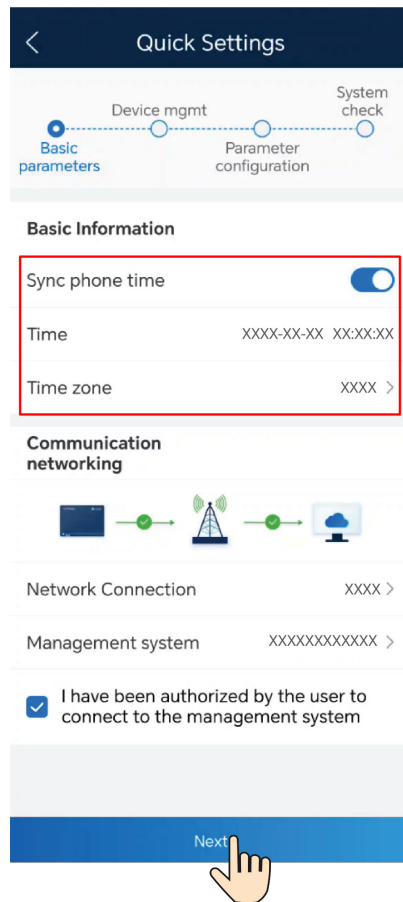 Quick Settings
System
Device mgmt check
Basic Parameter
parameters configuration
Basic Information
Sync phone time
Time XXXX-XX-XX XX:XX:XX
Time zone XXXX >
Communication
networking
Network Connection XXXX >
Management system XXXXXXXXXXXX >
I have been authorized by the user to
connect to the management system
Next